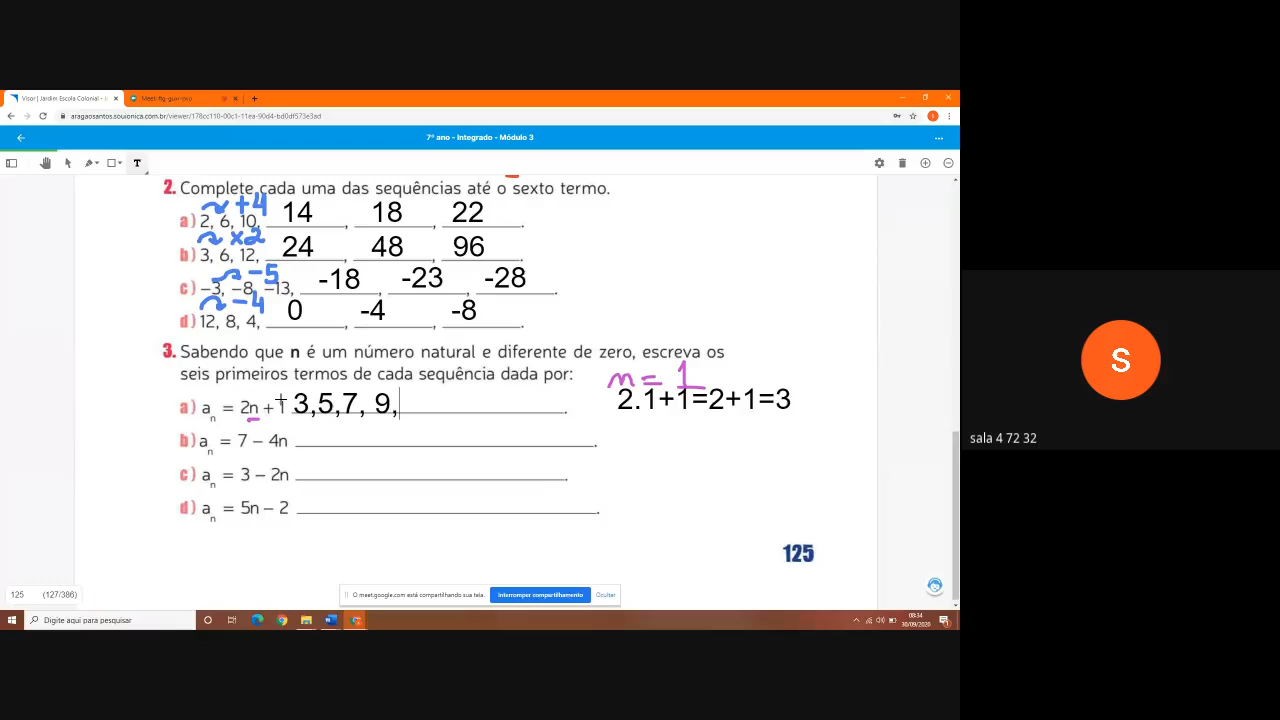 Visor | Jardim Escola Colonial - I
aragaosantos.souionica.com.br/viewer/178cc110-00c1-11ea-90d4-bd0df573e3ad
7º ano - Integrado - Módulo 3
T
2. Complete cada uma das sequências até o sexto termo.
+4
a) 2, 6, 10, 14, 18, 22.
×2
b) 3, 6, 12, 24, 48, 96.
-5
c) -3, -8, -13, -18, -23, -28.
-4
d) 12, 8, 4, 0, -4, -8.
3. Sabendo que n é um número natural e diferente de zero, escreva os
seis primeiros termos de cada sequência dada por:
n = 1
a) an = 2n + 1 3,5,7, 9, . 2.1+1=2+1=3
b) an = 7 – 4n .
c) an = 3 – 2n .
d) an = 5n – 2 .
125
S
sala 4 72 32
125 (127/386)
O meet.google.com está compartilhando sua tela. Interromper compartilhamento Ocultar
Digite aqui para pesquisar
08:34
30/09/2020